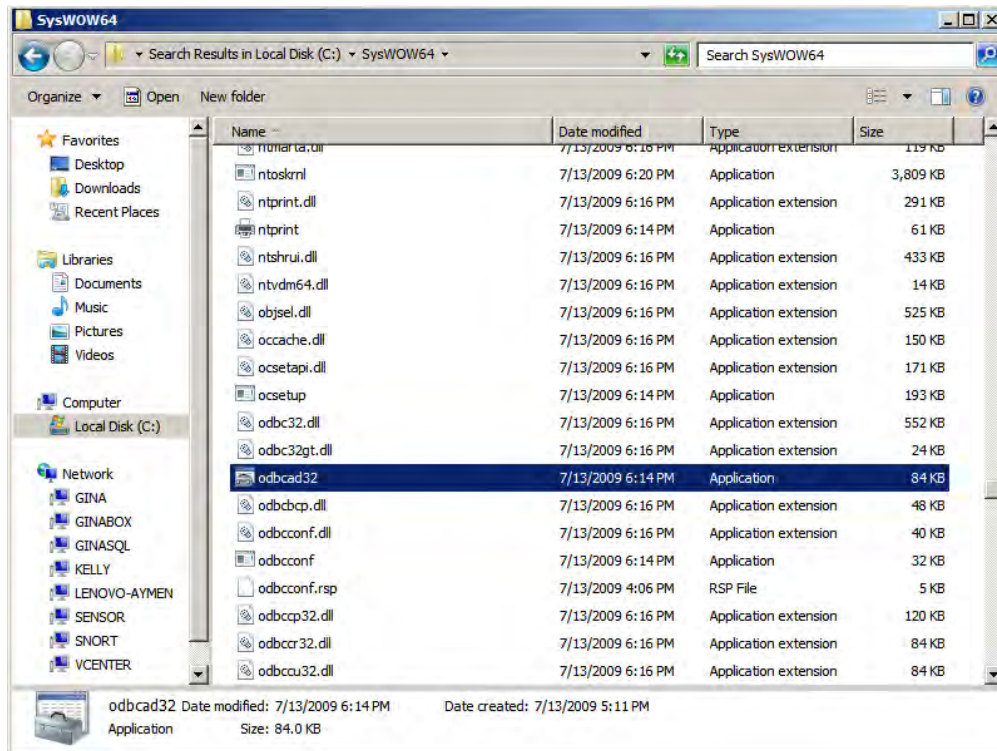 SysWOW64
Search Results in Local Disk (C:) SysWOW64 Search SysWOW64
Organize Open New folder
Name Date modified Type Size
Favorites
Desktop
Downloads
Recent Places
Libraries
Documents
Music
Pictures
Videos
Computer
Local Disk (C:)
Network
GINA
GINABOX
GINASQL
KELLY
LENOVO-AYMEN
SENSOR
SNORT
VCENTER
ntmarta.dll 7/13/2009 6:16 PM Application extension 119 KB
ntoskrnl 7/13/2009 6:20 PM Application 3,809 KB
ntprint.dll 7/13/2009 6:16 PM Application extension 291 KB
ntprint 7/13/2009 6:14 PM Application 61 KB
ntshrui.dll 7/13/2009 6:16 PM Application extension 433 KB
ntvdm64.dll 7/13/2009 6:16 PM Application extension 14 KB
objsel.dll 7/13/2009 6:16 PM Application extension 525 KB
occache.dll 7/13/2009 6:16 PM Application extension 150 KB
ocsetapi.dll 7/13/2009 6:16 PM Application extension 171 KB
ocsetup 7/13/2009 6:14 PM Application 193 KB
odbc32.dll 7/13/2009 6:16 PM Application extension 552 KB
odbc32gt.dll 7/13/2009 6:16 PM Application extension 24 KB
odbcad32 7/13/2009 6:14 PM Application 84 KB
odbcbcp.dll 7/13/2009 6:16 PM Application extension 48 KB
odbcconf.dll 7/13/2009 6:16 PM Application extension 40 KB
odbcconf 7/13/2009 6:14 PM Application 32 KB
odbcconf.rsp 7/13/2009 4:06 PM RSP File 5 KB
odbccp32.dll 7/13/2009 6:16 PM Application extension 120 KB
odbccr32.dll 7/13/2009 6:16 PM Application extension 84 KB
odbccu32.dll 7/13/2009 6:16 PM Application extension 84 KB
odbcad32 Date modified: 7/13/2009 6:14 PM Date created: 7/13/2009 5:11 PM
Application Size: 84.0 KB